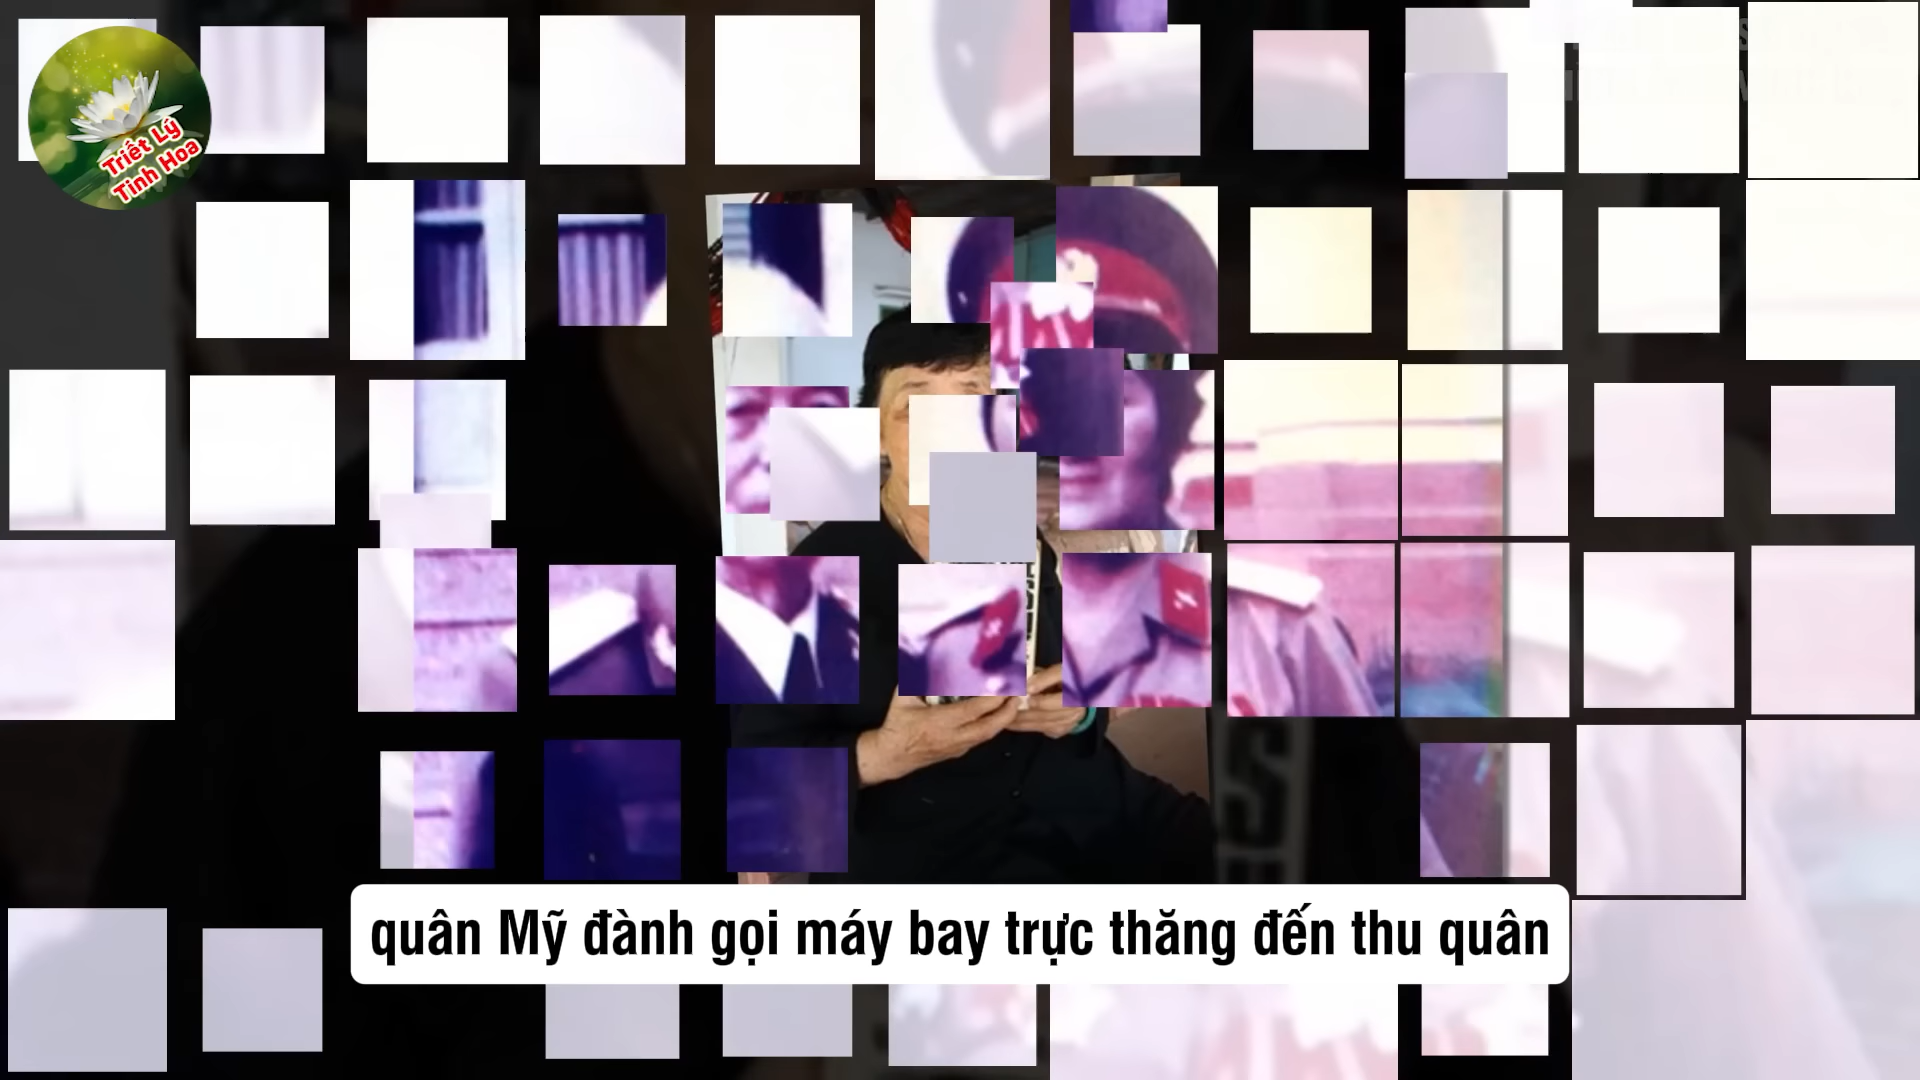 Triết Lý
Tinh Hoa
quân Mỹ đành gọi máy bay trực thăng đến thu quân